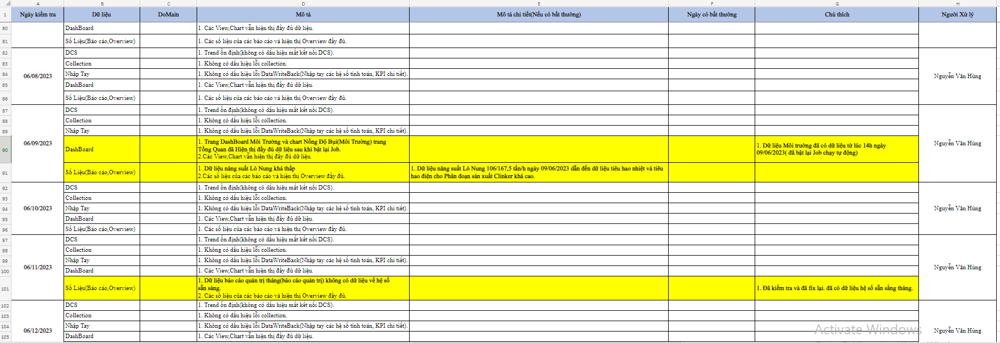 A B C D E F G H
1 Ngày kiểm tra Dữ liệu DoMain Mô tả Mô tả chi tiết(Nếu có bất thường) Ngày có bất thường Chú thích Người Xử lý
80 DashBoard 1. Các View,Chart vẫn hiện thị đầy đủ dữ liệu.
81 Số Liệu(Báo cáo,Overview) 1. Các số liệu của các báo cáo và hiện thị Overview đầy đủ.
82 DCS 1. Trend ổn định(không có dấu hiệu mất kết nối DCS).
83 Collection 1. Không có dấu hiệu lỗi collection.
84 06/08/2023 Nhập Tay 1. Không có dấu hiệu lỗi DataWriteBack(Nhập tay các hệ số tính toán, KPI chi tiết). Nguyễn Văn Hùng
85 DashBoard 1. Các View,Chart vẫn hiện thị đầy đủ dữ liệu.
86 Số Liệu(Báo cáo,Overview) 1. Các số liệu của các báo cáo và hiện thị Overview đầy đủ.
87 DCS 1. Trend ổn định(không có dấu hiệu mất kết nối DCS).
88 Collection 1. Không có dấu hiệu lỗi collection.
89 Nhập Tay 1. Không có dấu hiệu lỗi DataWriteBack(Nhập tay các hệ số tính toán, KPI chi tiết).
06/09/2023 Nguyễn Văn Hùng
90 DashBoard 1. Trang DashBoard Môi Trường và chart Nồng Độ Bụi(Môi Trường) trang
Tổng Quan đã Hiện thị đầy đủ dữ liệu sau khi bật lại Job.
2.Các View,Chart vẫn hiện thị đầy đủ dữ liệu.
1. Dữ liệu Môi trường đã có dữ liệu từ lúc 14h ngày
09/06/2023( đã bật lại Job chạy tự động)
91 Số Liệu(Báo cáo,Overview) 1. Dữ liệu năng suất Lò Nung khá thấp
2.Các số liệu của các báo cáo và hiện thị Overview đầy đủ.
1. Dữ liệu năng suất Lò Nung 106/167,5 tấn/h ngày 09/06/2023 dẫn đến dữ liệu tiêu hao nhiệt và tiêu
hao điện cho Phân đoạn sản xuất Clinker khá cao.
92 DCS 1. Trend ổn định(không có dấu hiệu mất kết nối DCS).
93 Collection 1. Không có dấu hiệu lỗi collection.
94 06/10/2023 Nhập Tay 1. Không có dấu hiệu lỗi DataWriteBack(Nhập tay các hệ số tính toán, KPI chi tiết). Nguyễn Văn Hùng
95 DashBoard 1. Các View,Chart vẫn hiện thị đầy đủ dữ liệu.
96 Số Liệu(Báo cáo,Overview) 1. Các số liệu của các báo cáo và hiện thị Overview đầy đủ.
97 DCS 1. Trend ổn định(không có dấu hiệu mất kết nối DCS).
98 Collection 1. Không có dấu hiệu lỗi collection.
99 Nhập Tay 1. Không có dấu hiệu lỗi DataWriteBack(Nhập tay các hệ số tính toán, KPI chi tiết).
06/11/2023 Nguyễn Văn Hùng
100 DashBoard 1. Các View,Chart vẫn hiện thị đầy đủ dữ liệu.
101 Số Liệu(Báo cáo,Overview) 1. Dữ liệu báo cáo quản trị tháng(báo cáo quản trị) không có dữ liệu về hệ số
sẵn sàng.
2. Các số liệu của các báo cáo và hiện thị Overview đầy đủ.
1. Đã kiểm tra và đã fix lại. đã có dữ liệu hệ số sẵn sằng tháng.
102 DCS 1. Trend ổn định(không có dấu hiệu mất kết nối DCS).
103 Collection 1. Không có dấu hiệu lỗi collection.
104 Nhập Tay 1. Không có dấu hiệu lỗi DataWriteBack(Nhập tay các hệ số tính toán, KPI chi tiết).
06/12/2023 Nguyễn Văn Hùng
105 DashBoard 1. Các View,Chart vẫn hiện thị đầy đủ dữ liệu.
Activate Windows